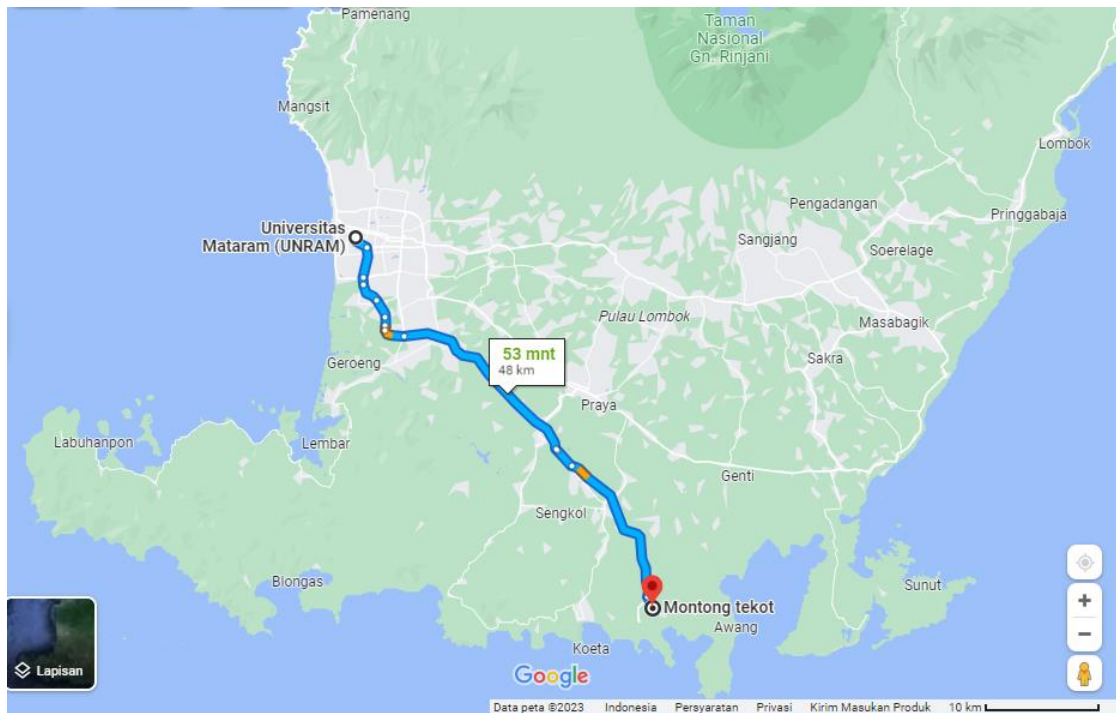 Pamenang
Taman
Nasional
Gn. Rinjani
Mangsit
Lombok
Pengadangan
Pringgabaja
Universitas
Mataram (UNRAM)
Sangjang
Soerelage
Pulau Lombok
Masabagik
53 mnt
48 km
Geroeng
Sakra
Praya
Labuhanpon
Lembar
Genti
Sengkol
Blongas
Sunut
Montong tekot
Awang
Koeta
Lapisan
Google
Data peta ©2023 Indonesia Persyaratan Privasi Kirim Masukan Produk 10 km